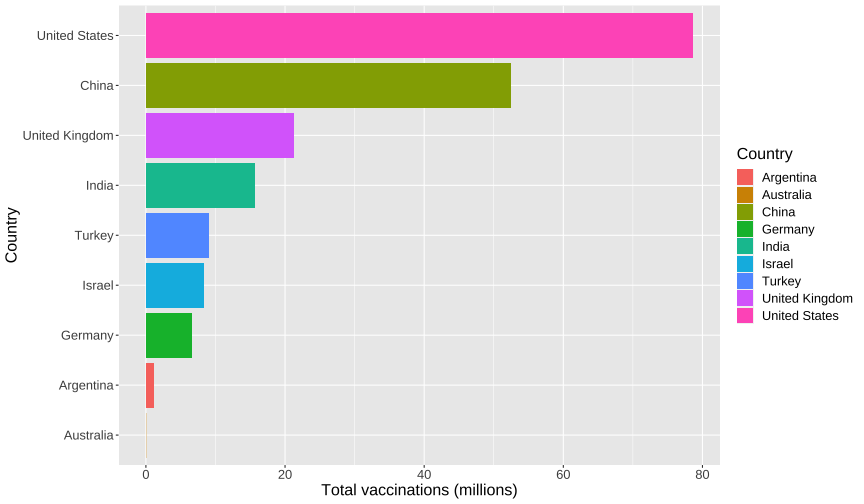 United States
China
United Kingdom
India
Turkey
Israel
Germany
Argentina
Australia
Country
0 20 40 60 80
Total vaccinations (millions)
Country
Argentina
Australia
China
Germany
India
Israel
Turkey
United Kingdom
United States